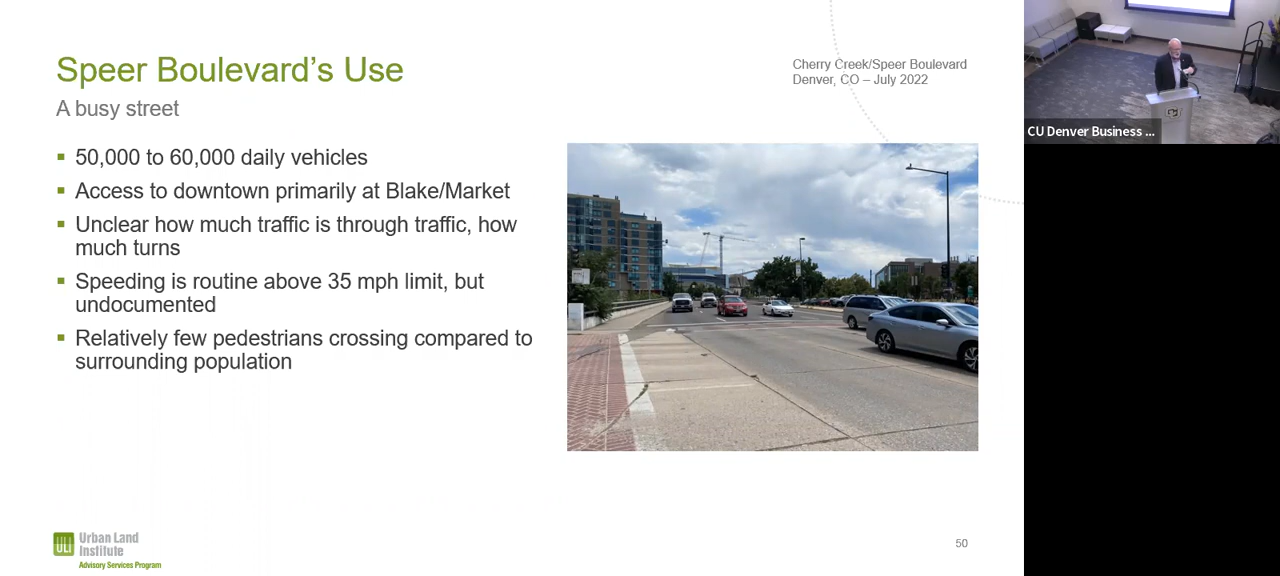 Speer Boulevard's Use
A busy street
Cherry Creek/Speer Boulevard
Denver, CO – July 2022
▪ 50,000 to 60,000 daily vehicles
▪ Access to downtown primarily at Blake/Market
▪ Unclear how much traffic is through traffic, how
much turns
▪ Speeding is routine above 35 mph limit, but
undocumented
▪ Relatively few pedestrians crossing compared to
surrounding population
CU Denver Business ...
ULI
Urban Land
Institute
Advisory Services Program
50